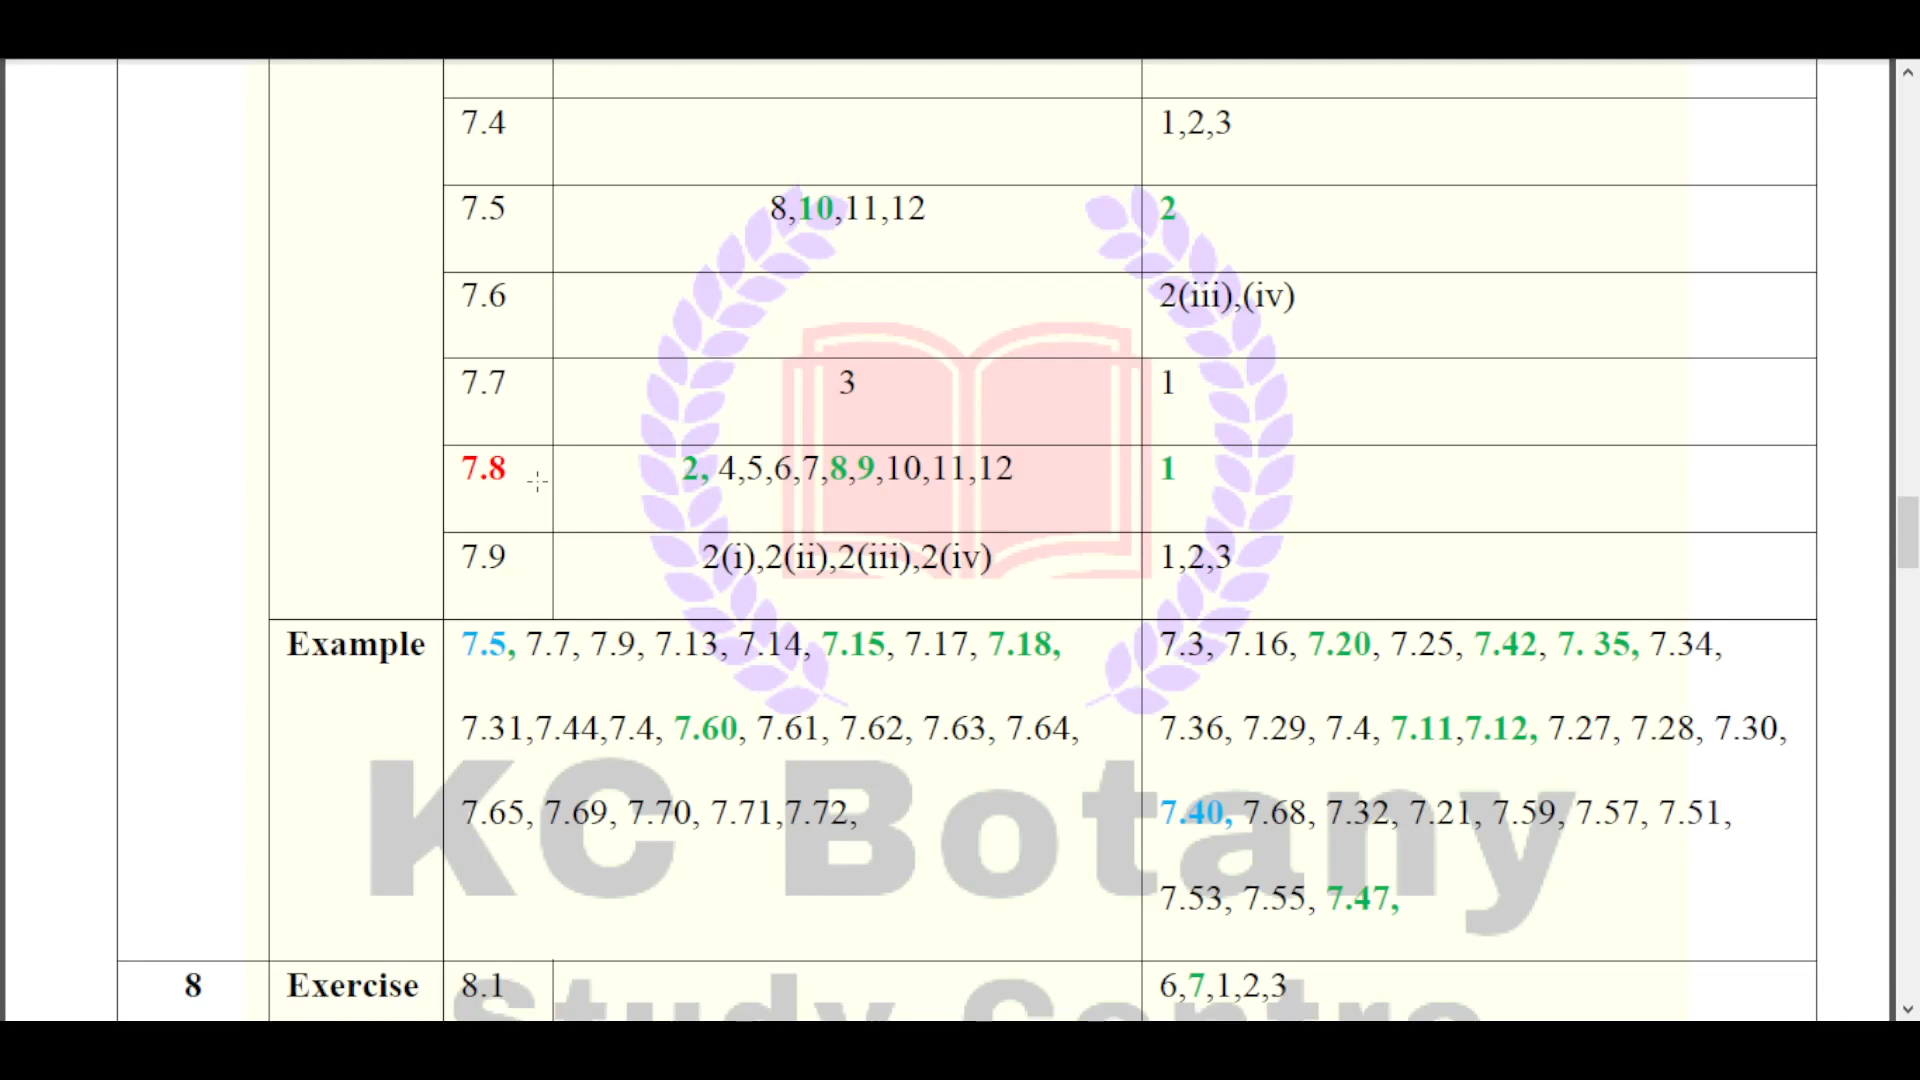 7.4 1,2,3
7.5 8,10,11,12 2
7.6 2(iii),(iv)
7.7 3 1
7.8 2, 4,5,6,7,8,9,10,11,12 1
7.9 2(i),2(ii),2(iii),2(iv) 1,2,3
Example
7.5, 7.7, 7.9, 7.13, 7.14, 7.15, 7.17, 7.18,
7.31,7.44,7.4, 7.60, 7.61, 7.62, 7.63, 7.64,
7.65, 7.69, 7.70, 7.71,7.72,
7.3, 7.16, 7.20, 7.25, 7.42, 7. 35, 7.34,
7.36, 7.29, 7.4, 7.11,7.12, 7.27, 7.28, 7.30,
7.40, 7.68, 7.32, 7.21, 7.59, 7.57, 7.51,
7.53, 7.55, 7.47,
8 Exercise 8.1 6,7,1,2,3
KC Botany
Study Centre